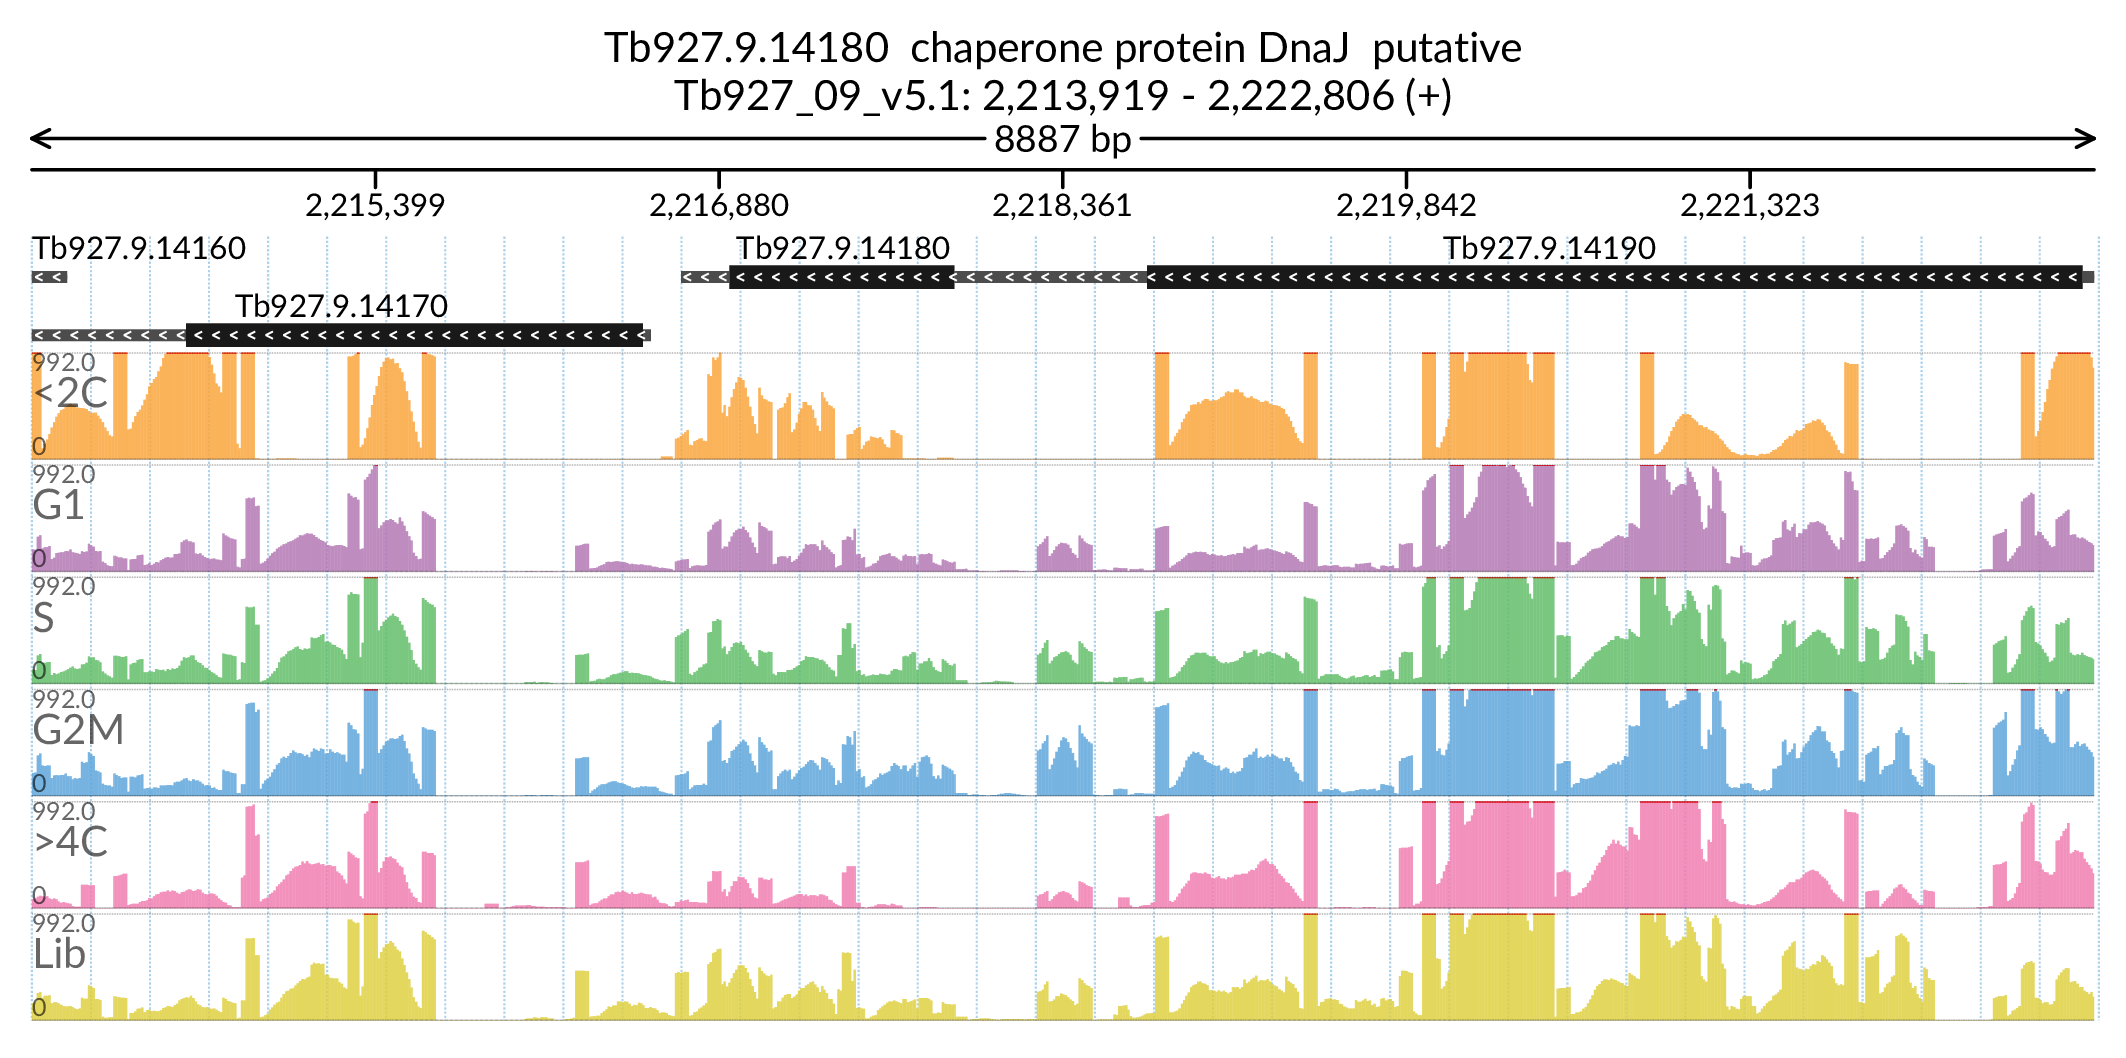 Tb927.9.14180 chaperone protein DnaJ putative
Tb927_09_v5.1: 2,213,919 - 2,222,806 (+)
8887 bp
2,215,399 2,216,880 2,218,361 2,219,842 2,221,323
Tb927.9.14160 Tb927.9.14180 Tb927.9.14190
Tb927.9.14170
992.0
<2C
0
992.0
G1
0
992.0
S
0
992.0
G2M
0
992.0
>4C
0
992.0
Lib
0